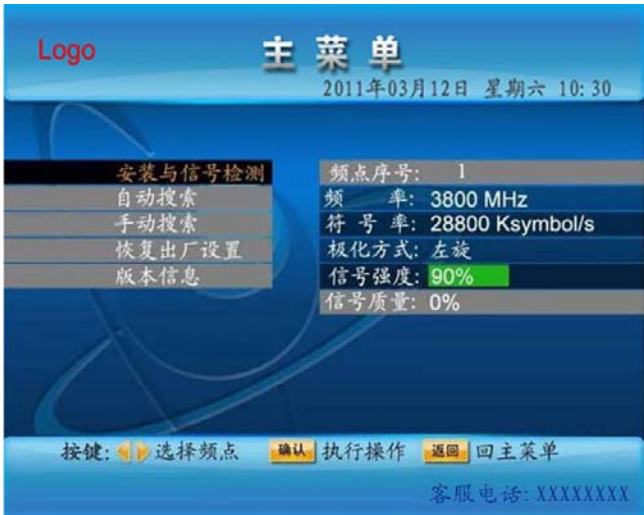 Logo
主菜单
2011年03月12日 星期六 10:30
安装与信号检测
自动搜索
手动搜索
恢复出厂设置
版本信息
频点序号: 1
频 率: 3800 MHz
符 号 率: 28800 Ksymbol/s
极化方式: 左旋
信号强度: 90%
信号质量: 0%
按键: 选择频点 确认 执行操作 返回 回主菜单
客服电话: XXXXXXXX